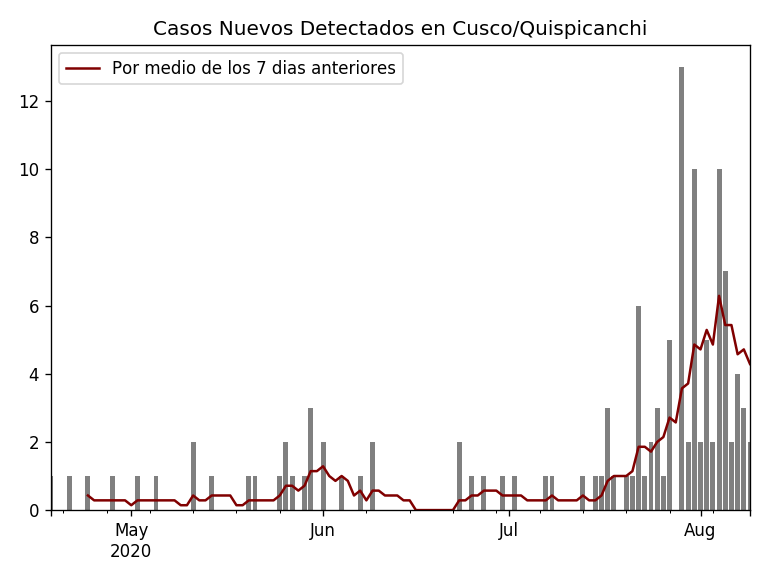 Casos Nuevos Detectados en Cusco/Quispicanchi
Por medio de los 7 dias anteriores
12
10
8
6
4
2
0
May Jun Jul Aug
2020